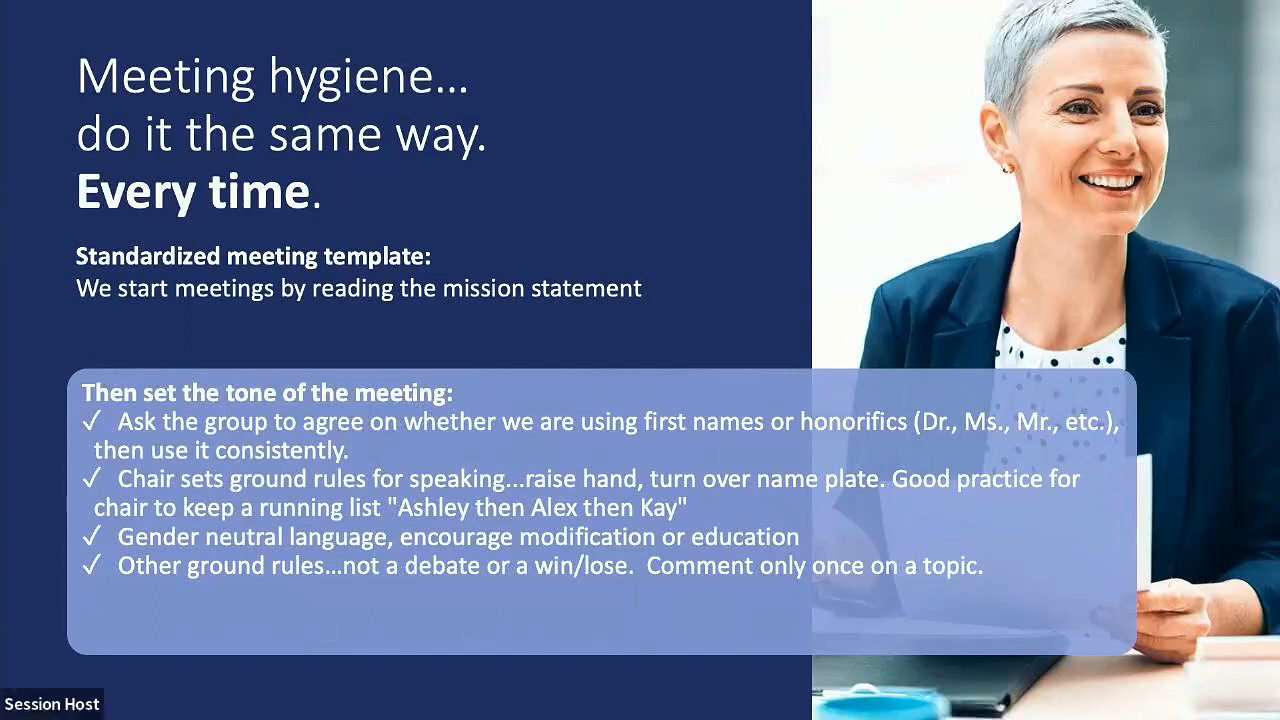 Meeting hygiene...
do it the same way.
Every time.
Standardized meeting template:
We start meetings by reading the mission statement
Then set the tone of the meeting:
✓ Ask the group to agree on whether we are using first names or honorifics (Dr., Ms., Mr., etc.),
then use it consistently.
✓ Chair sets ground rules for speaking...raise hand, turn over name plate. Good practice for
chair to keep a running list "Ashley then Alex then Kay"
✓ Gender neutral language, encourage modification or education
✓ Other ground rules...not a debate or a win/lose.  Comment only once on a topic.
Session Host